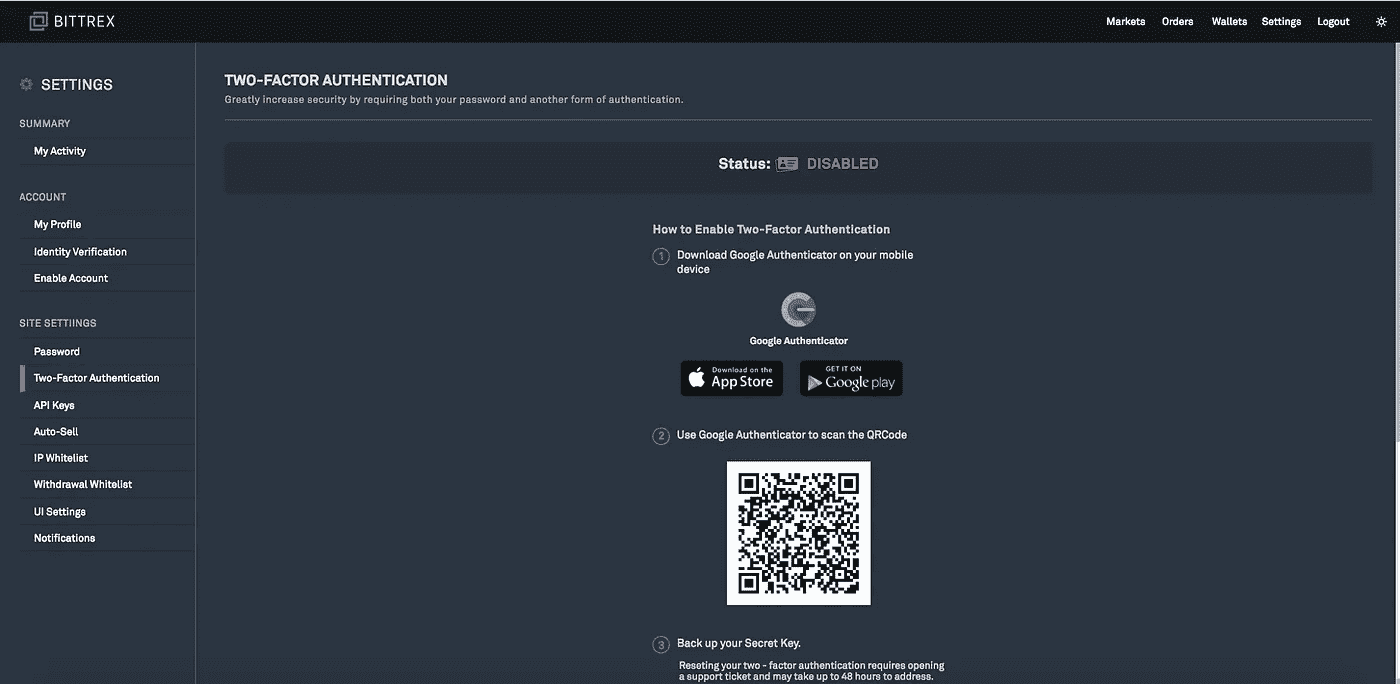 BITTREX
Markets Orders Wallets Settings Logout
SETTINGS
SUMMARY
My Activity
ACCOUNT
My Profile
Identity Verification
Enable Account
SITE SETTIINGS
Password
Two-Factor Authentication
API Keys
Auto-Sell
IP Whitelist
Withdrawal Whitelist
UI Settings
Notifications
TWO-FACTOR AUTHENTICATION
Greatly increase security by requiring both your password and another form of authentication.
Status: DISABLED
How to Enable Two-Factor Authentication
1 Download Google Authenticator on your mobile
device
Google Authenticator
Download on the
App Store
GET IT ON
Google play
2 Use Google Authenticator to scan the QRCode
3 Back up your Secret Key.
Reseting your two - factor authentication requires opening
a support ticket and may take up to 48 hours to address.